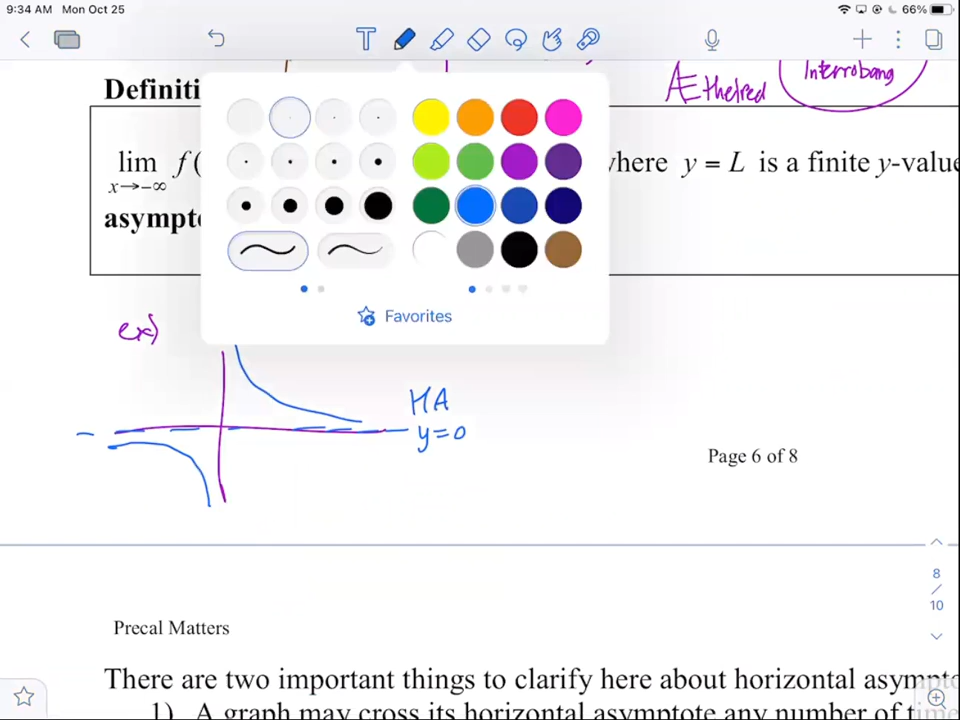 9:34 AM Mon Oct 25
66%
Interrobang
Æthelred
Definiti
lim f(
x→−∞
where y = L is a finite y-value
asympto
Favorites
ex)
HA
y=0
Page 6 of 8
8
/
10
Precal Matters
There are two important things to clarify here about horizontal asympto
1) A graph may cross its horizontal asymptote any number of times